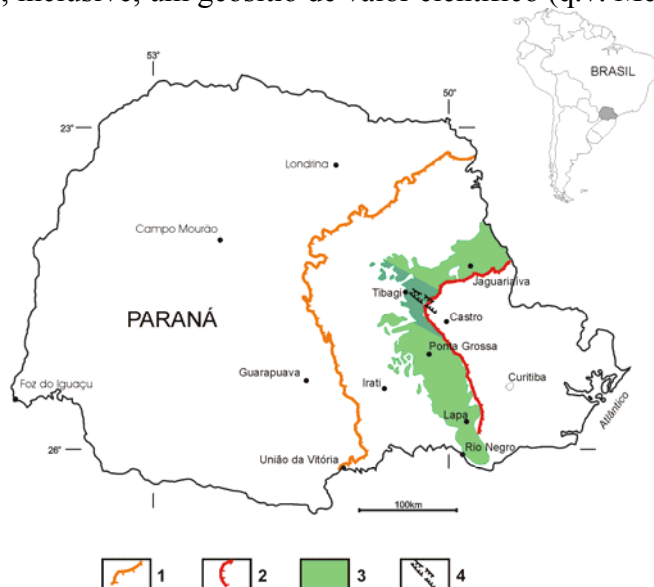 , inclusive, um geossítio de valor científico (q.v. Me
BRASIL
53°
50°
23°
Londrina
Campo Mourão
Jaguariaíva
Tibagi
PARANÁ
Castro
Ponta Grossa
Guarapuava
Irati
Curitiba
Foz do Iguaçu
Atlântico
Lapa
26°
Rio Negro
União da Vitória
100km
1 2 3 4